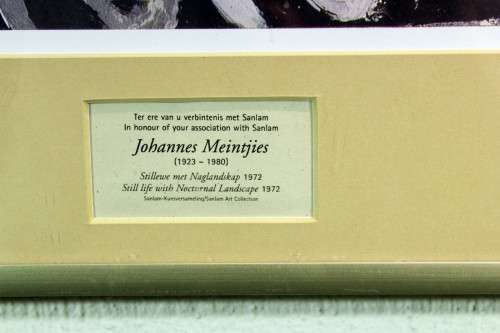 Ter ere van u verbintenis met Sanlam
In honour of your association with Sanlam
Johannes Meintjies
(1923 – 1980)
Stillewe met Naglandskap 1972
Still life with Nocturnal Landscape 1972
Sanlam-Kunsversameling/Sanlam Art Collection